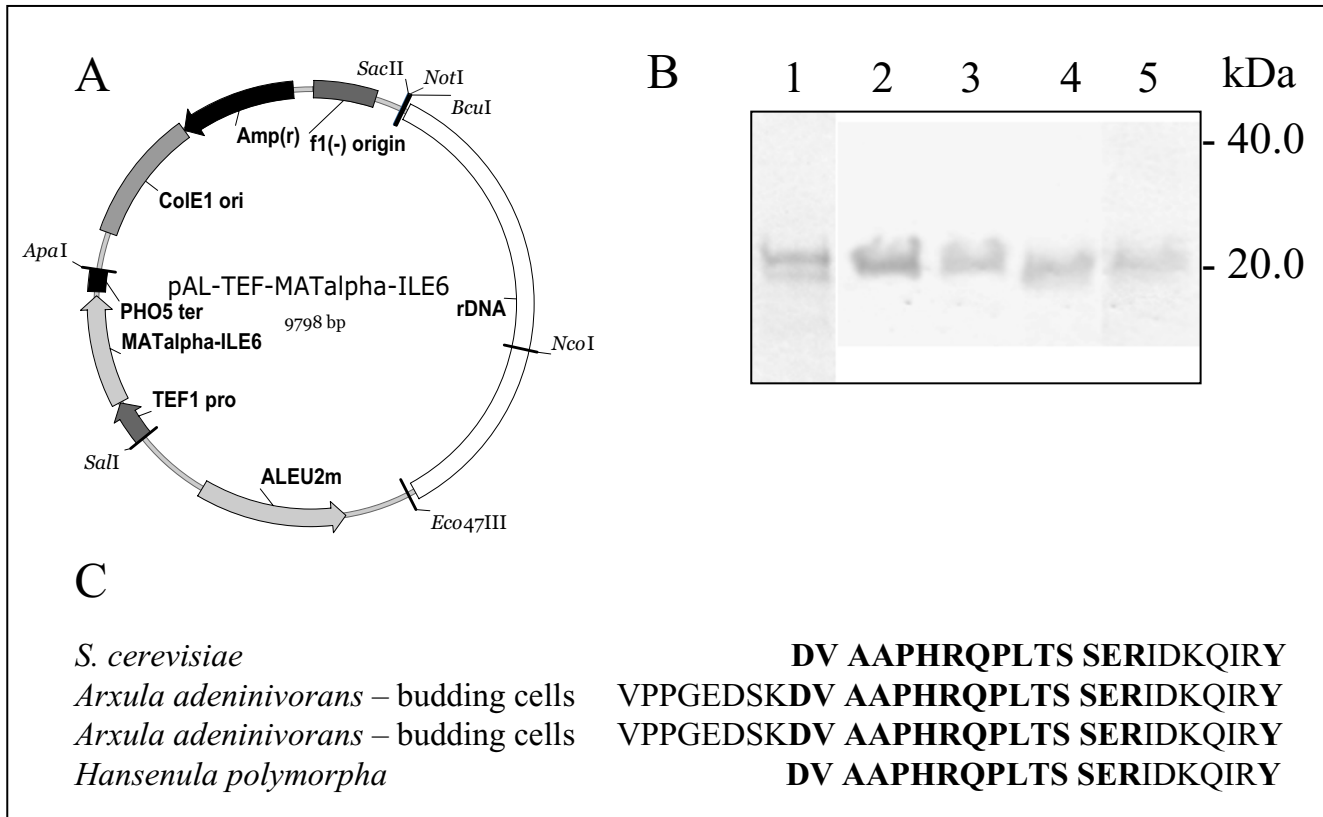 A
SacII
NotI
BcuI
Amp(r)
f1(-) origin
ColE1 ori
ApaI
pAL-TEF-MATalpha-ILE6
9798 bp
rDNA
PHO5 ter
MATalpha-ILE6
NcoI
TEF1 pro
SalI
ALEU2m
Eco47III
B
1 2 3 4 5 kDa
- 40.0
- 20.0
C
S. cerevisiae DV AAPHRQPLTS SERIDKQIRY
Arxula adeninivorans – budding cells VPPGEDSKDV AAPHRQPLTS SERIDKQIRY
Arxula adeninivorans – budding cells VPPGEDSKDV AAPHRQPLTS SERIDKQIRY
Hansenula polymorpha DV AAPHRQPLTS SERIDKQIRY